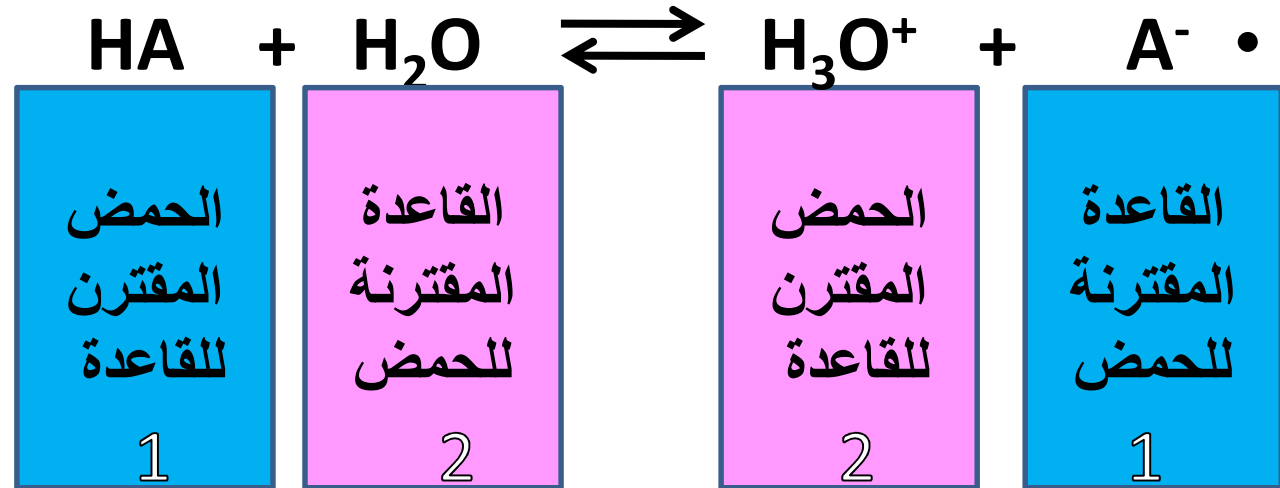 HA + H₂O ⇌ H₃O⁺ + A⁻ •
الحمض
المقترن
للقاعدة
1
القاعدة
المقترنة
للحمض
2
الحمض
المقترن
للقاعدة
2
القاعدة
المقترنة
للحمض
1